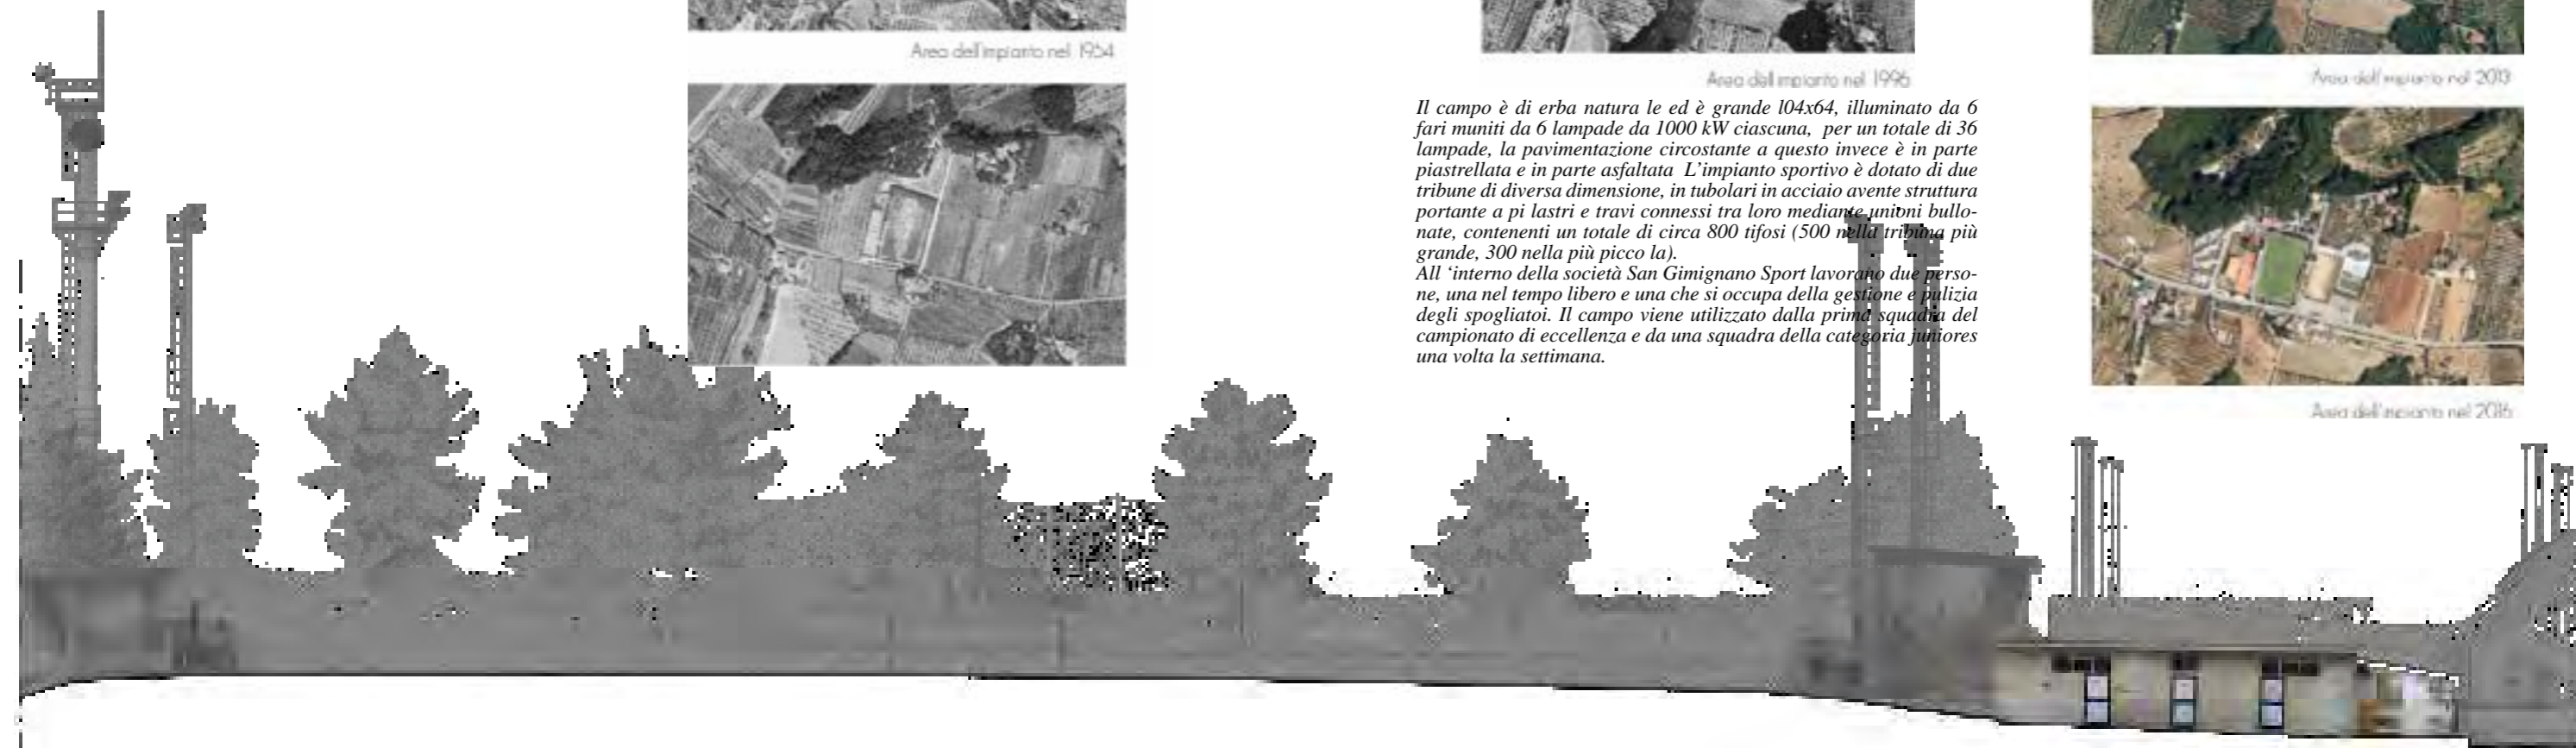 Area dell'impianto nel 1954
Area dell'impianto nel 1996
Area dell'impianto nel 2013
Il campo è di erba natura le ed è grande l04x64, illuminato da 6
fari muniti da 6 lampade da 1000 kW ciascuna,  per un totale di 36
lampade, la pavimentazione circostante a questo invece è in parte
piastrellata e in parte asfaltata  L'impianto sportivo è dotato di due
tribune di diversa dimensione, in tubolari in acciaio avente struttura
portante a pi lastri e travi connessi tra loro mediante unioni bullo-
nate, contenenti un totale di circa 800 tifosi (500 nella tribuna più
grande, 300 nella più picco la).
All 'interno della società San Gimignano Sport lavorano due perso-
ne, una nel tempo libero e una che si occupa della gestione e pulizia
degli spogliatoi. Il campo viene utilizzato dalla prima squadra del
campionato di eccellenza e da una squadra della categoria juniores
una volta la settimana.
Area dell'impianto nel 2016